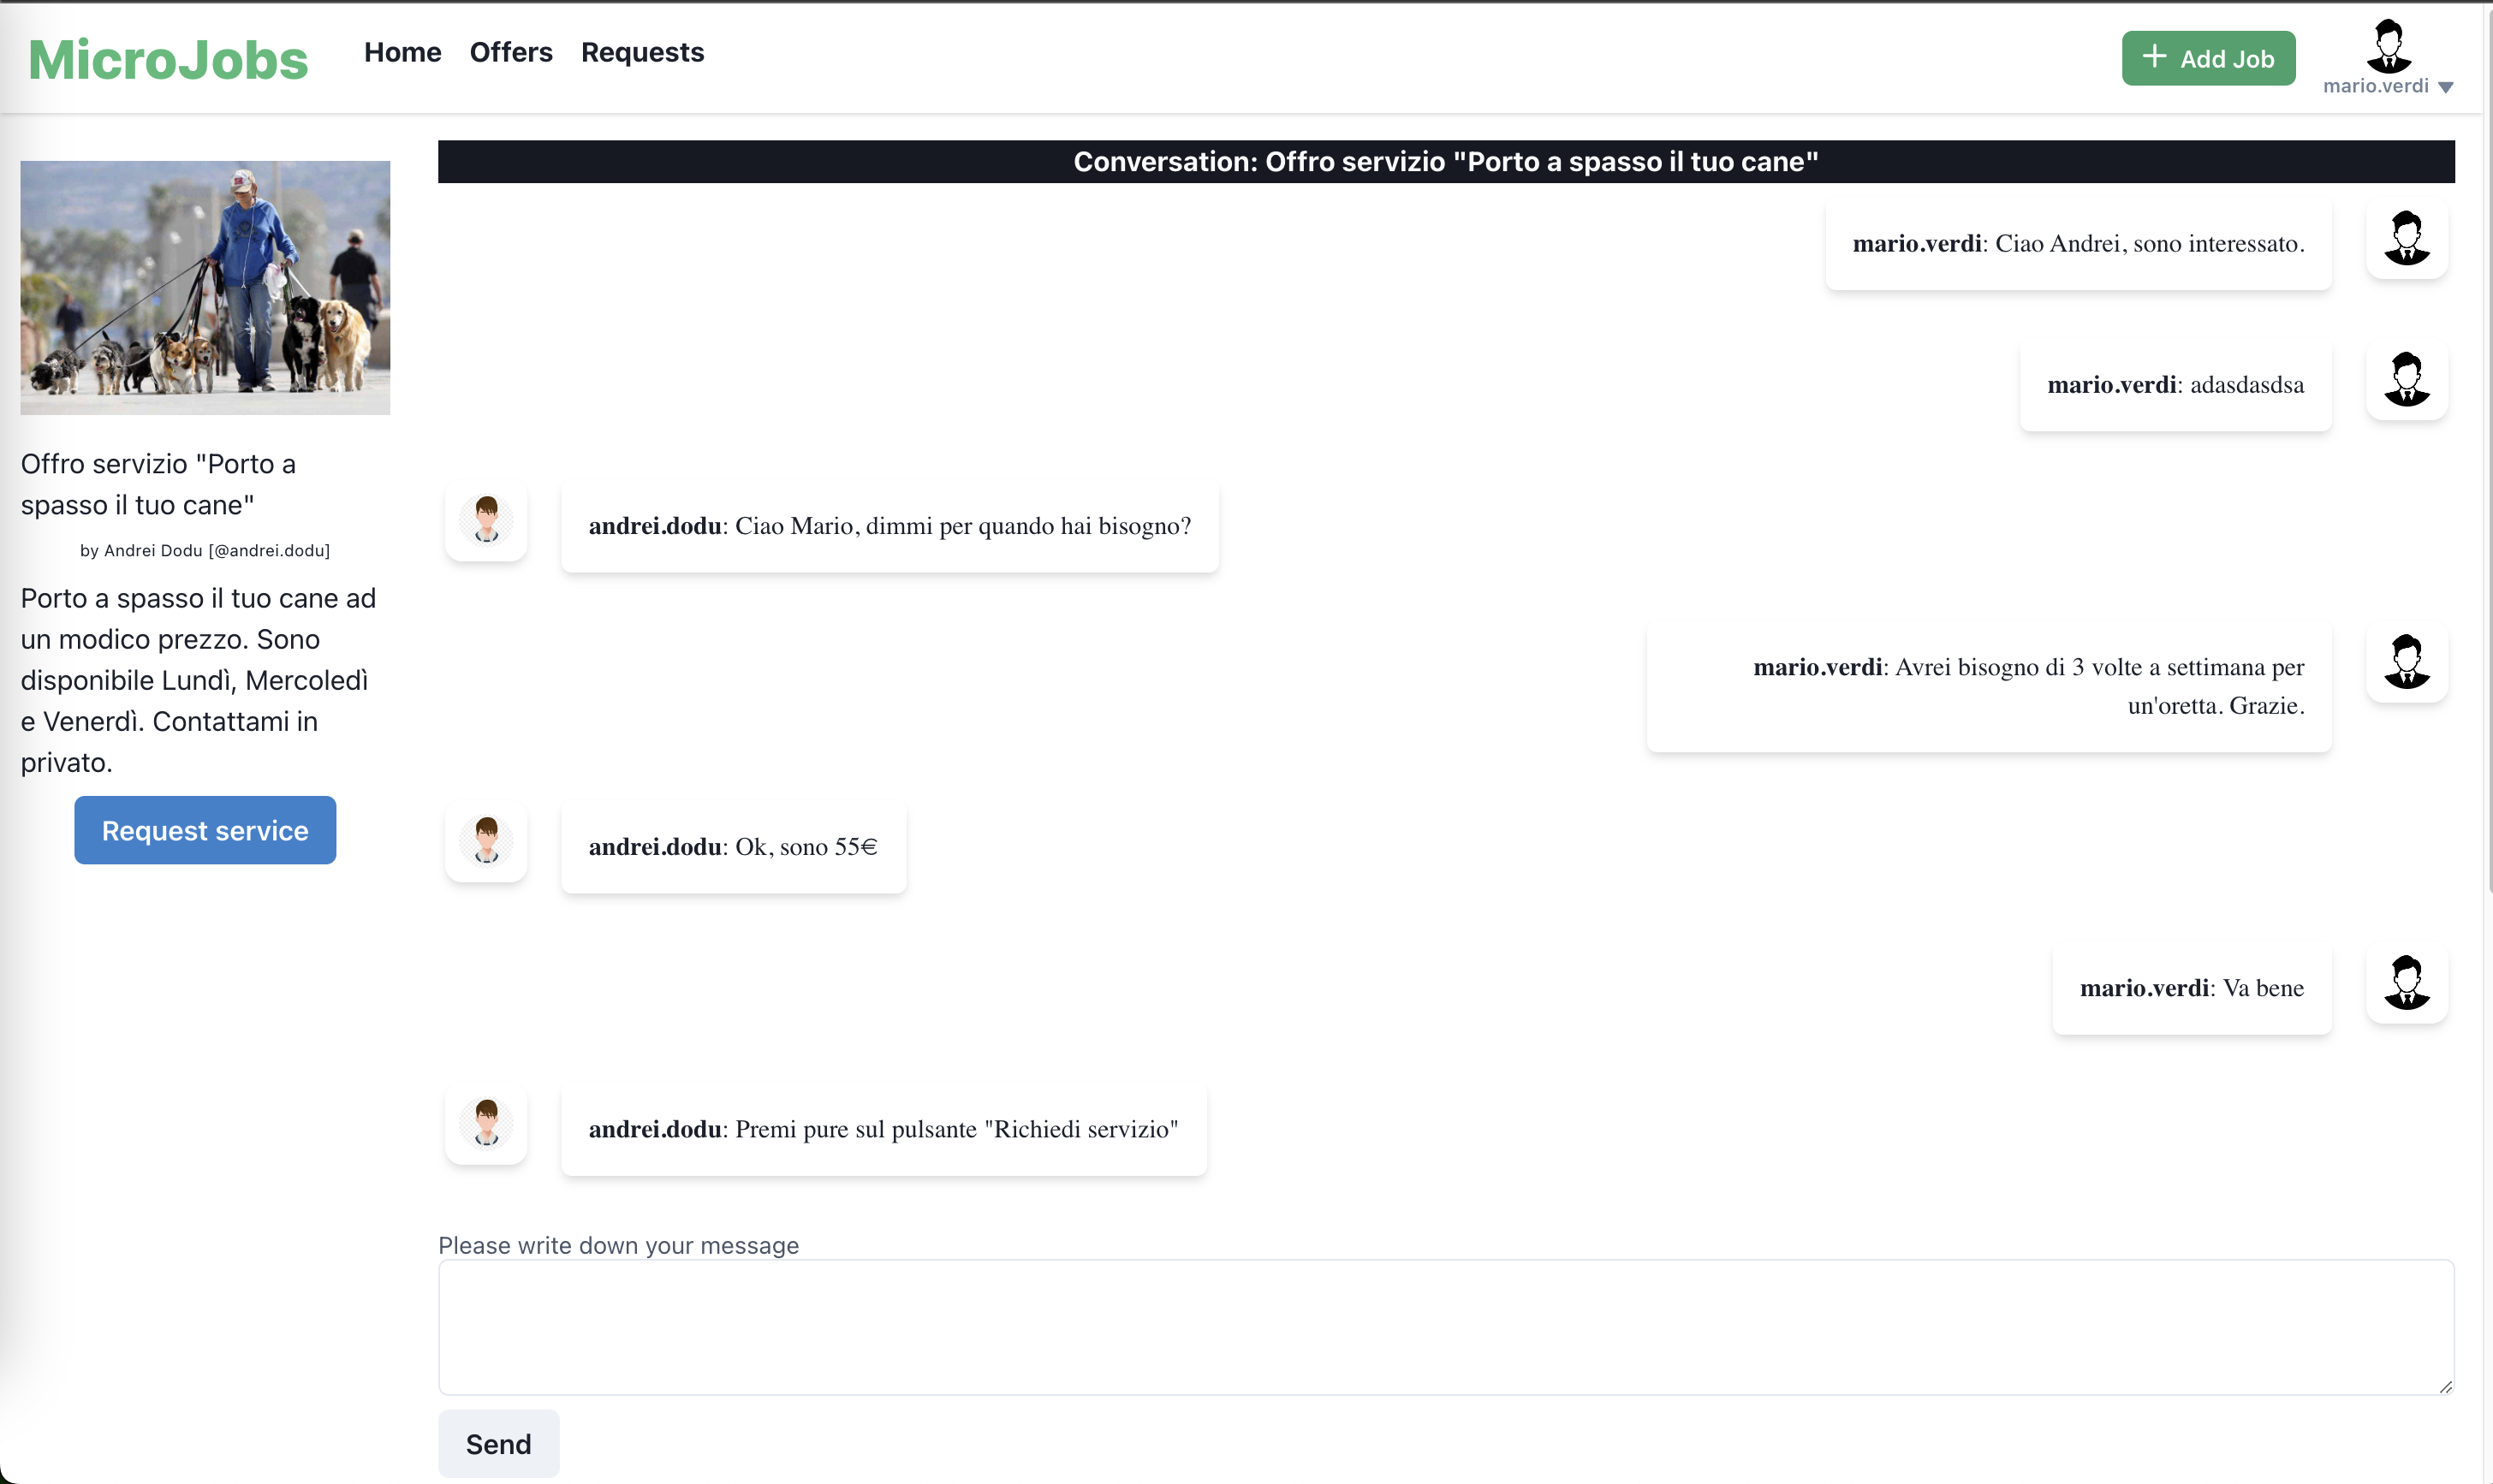 MicroJobs
Home Offers Requests
+ Add Job
mario.verdi ▼
Offro servizio "Porto a
spasso il tuo cane"
by Andrei Dodu [@andrei.dodu]
Porto a spasso il tuo cane ad
un modico prezzo. Sono
disponibile Lundì, Mercoledì
e Venerdì. Contattami in
privato.
Request service
Conversation: Offro servizio "Porto a spasso il tuo cane"
mario.verdi: Ciao Andrei, sono interessato.
mario.verdi: adasdasdsa
andrei.dodu: Ciao Mario, dimmi per quando hai bisogno?
mario.verdi: Avrei bisogno di 3 volte a settimana per
un'oretta. Grazie.
andrei.dodu: Ok, sono 55€
mario.verdi: Va bene
andrei.dodu: Premi pure sul pulsante "Richiedi servizio"
Please write down your message
Send